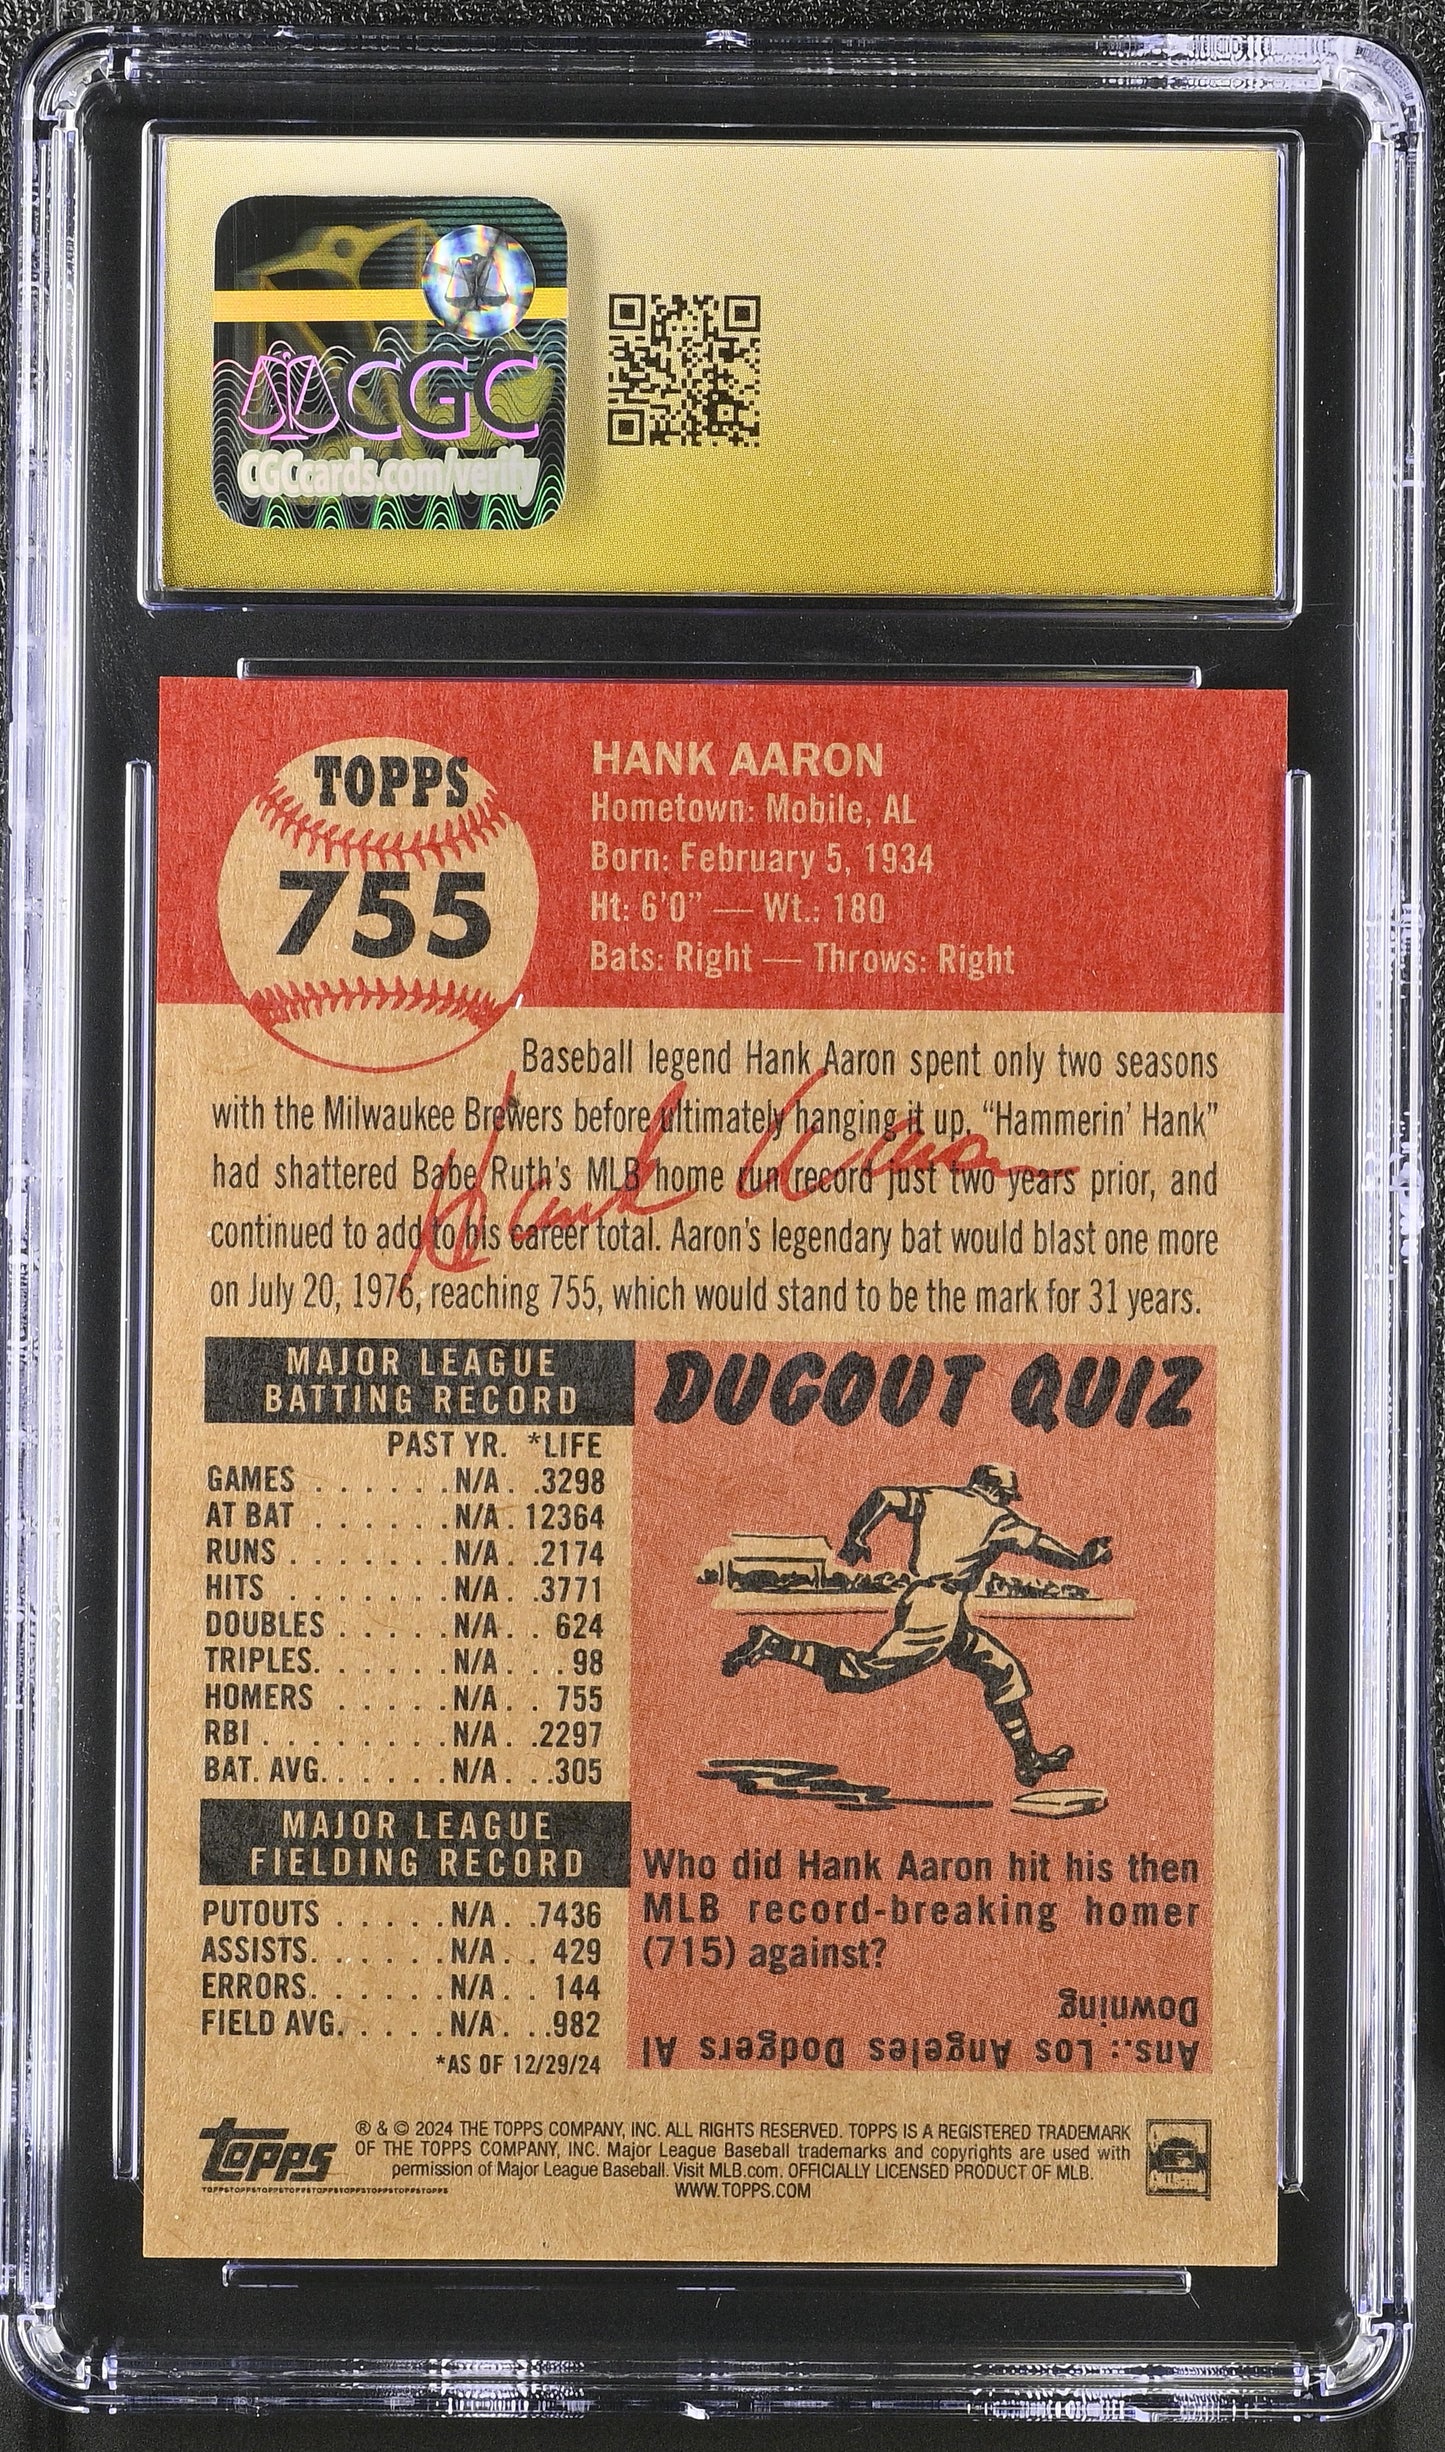 CGC
CGCcards.com/verify
TOPPS
755
HANK AARON
Hometown: Mobile, AL
Born: February 5, 1934
Ht: 6'0" — Wt.: 180
Bats: Right — Throws: Right
Baseball legend Hank Aaron spent only two seasons
with the Milwaukee Brewers before ultimately hanging it up. “Hammerin' Hank”
had shattered Babe Ruth's MLB home run record just two years prior, and
continued to add to his career total. Aaron's legendary bat would blast one more
on July 20, 1976, reaching 755, which would stand to be the mark for 31 years.
Hank Aaron
MAJOR LEAGUE
BATTING RECORD
PAST YR. *LIFE
GAMES . . . . . . N/A . .3298
AT BAT . . . . . . N/A . 12364
RUNS . . . . . . . N/A . .2174
HITS . . . . . . . N/A . .3771
DOUBLES . . . . . N/A . . 624
TRIPLES. . . . . . N/A . . . 98
HOMERS . . . . . N/A . . 755
RBI . . . . . . . . N/A . .2297
BAT. AVG. . . . . . N/A . . .305
MAJOR LEAGUE
FIELDING RECORD
PUTOUTS . . . . . N/A . .7436
ASSISTS. . . . . . N/A . . 429
ERRORS. . . . . . N/A . . 144
FIELD AVG. . . . . N/A . . .982
*AS OF 12/29/24
DUGOUT QUIZ
Who did Hank Aaron hit his then
MLB record-breaking homer
(715) against?
Ans.: Los Angeles Dodgers Al
Downing
topps
® & © 2024 THE TOPPS COMPANY, INC. ALL RIGHTS RESERVED. TOPPS IS A REGISTERED TRADEMARK
OF THE TOPPS COMPANY, INC. Major League Baseball trademarks and copyrights are used with
permission of Major League Baseball. Visit MLB.com. OFFICIALLY LICENSED PRODUCT OF MLB.
WWW.TOPPS.COM
TOPPSTOPPSTOPPSTOPPSTOPPSTOPPSTOPPSTOPPSTOPPS